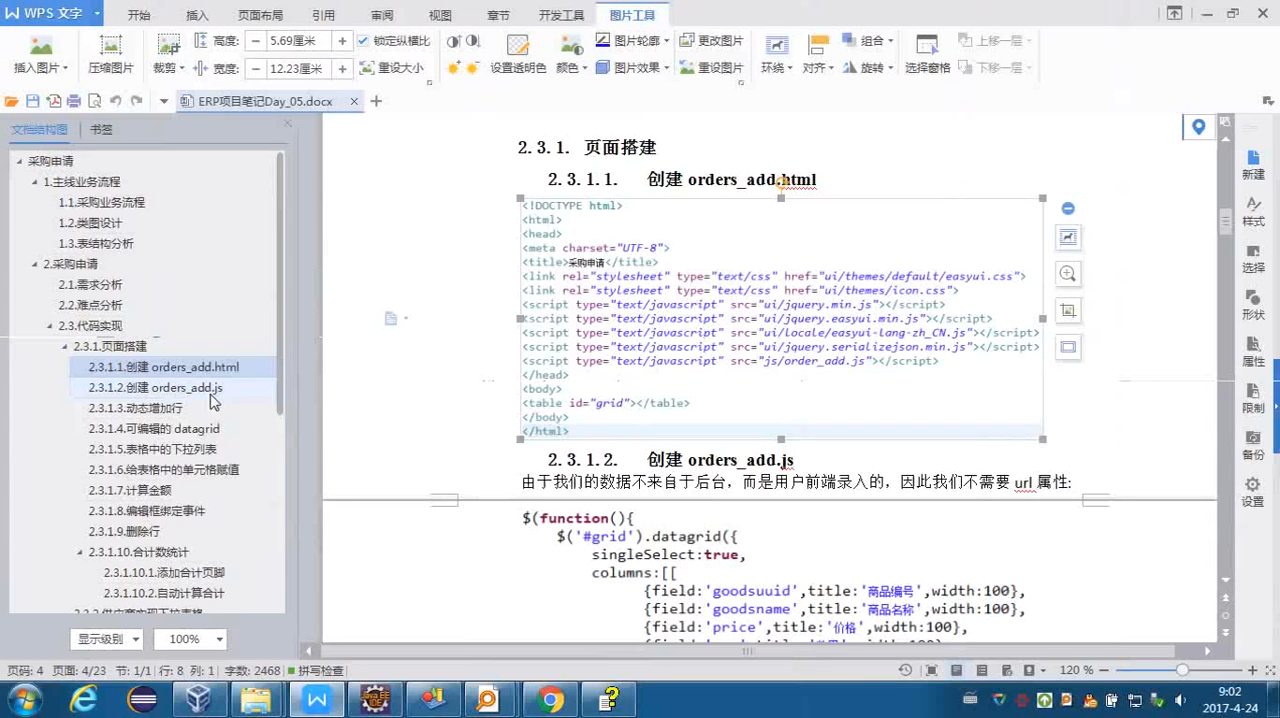 WPS 文字
开始 插入 页面布局 引用 审阅 视图 章节 开发工具 图片工具
插入图片 压缩图片 裁剪 高度: 5.69厘米 锁定纵横比 设置透明色 颜色 图片轮廓 更改图片 环绕 对齐 组合 选择窗格 上移一层
宽度: 12.23厘米 重设大小 图片效果 重设图片 旋转 下移一层
ERP项目笔记Day_05.docx
文档结构图 书签
采购申请
1.主线业务流程
1.1.采购业务流程
1.2.类图设计
1.3.表结构分析
2.采购申请
2.1.需求分析
2.2.难点分析
2.3.代码实现
2.3.1.页面搭建
2.3.1.1.创建 orders_add.html
2.3.1.2.创建 orders_add.js
2.3.1.3.动态增加行
2.3.1.4.可编辑的 datagrid
2.3.1.5.表格中的下拉列表
2.3.1.6.给表格中的单元格赋值
2.3.1.7.计算金额
2.3.1.8.编辑框绑定事件
2.3.1.9.删除行
2.3.1.10.合计数统计
2.3.1.10.1.添加合计页脚
2.3.1.10.2.自动计算合计
显示级别 100%
2.3.1. 页面搭建
2.3.1.1. 创建 orders_add.html
<!DOCTYPE html>
<html>
<head>
<meta charset="UTF-8">
<title>采购申请</title>
<link rel="stylesheet" type="text/css" href="ui/themes/default/easyui.css">
<link rel="stylesheet" type="text/css" href="ui/themes/icon.css">
<script type="text/javascript" src="ui/jquery.min.js"></script>
<script type="text/javascript" src="ui/jquery.easyui.min.js"></script>
<script type="text/javascript" src="ui/locale/easyui-lang-zh_CN.js"></script>
<script type="text/javascript" src="ui/jquery.serializejson.min.js"></script>
<script type="text/javascript" src="js/order_add.js"></script>
</head>
<body>
<table id="grid"></table>
</body>
</html>
2.3.1.2. 创建 orders_add.js
由于我们的数据不来自于后台，而是用户前端录入的，因此我们不需要 url 属性:
$(function(){
$('#grid').datagrid({
singleSelect:true,
columns:[[
{field:'goodsuuid',title:'商品编号',width:100},
{field:'goodsname',title:'商品名称',width:100},
{field:'price',title:'价格',width:100},
新建
样式
选择
形状
属性
限制
备份
设置
页码: 4 页面: 4/23 节: 1/1 行: 8 列: 1 字数: 2468 拼写检查 120 %
9:02
2017-4-24